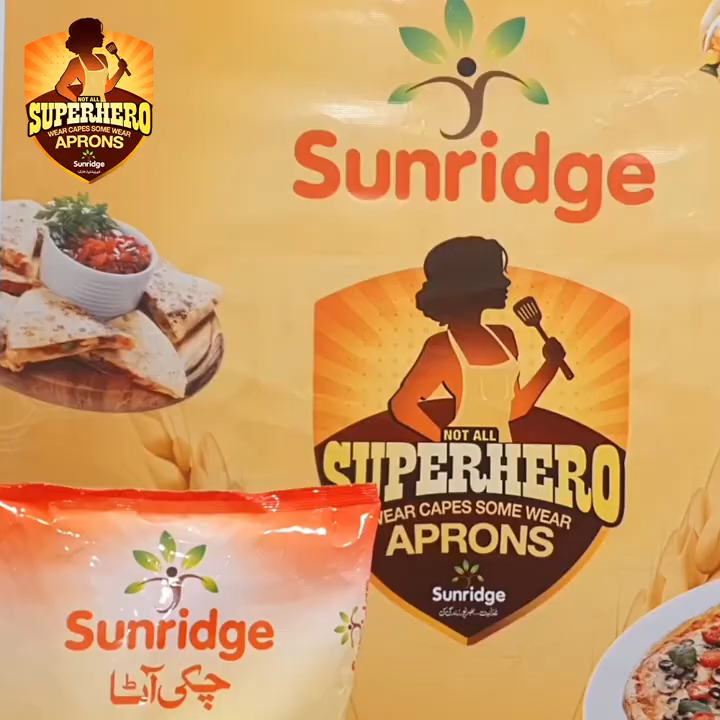 NOT ALL
SUPERHERO
WEAR CAPES SOME WEAR
APRONS
Sunridge
Sunridge
NOT ALL
SUPERHERO
WEAR CAPES SOME WEAR
APRONS
Sunridge
Sunridge
چکی آٹا